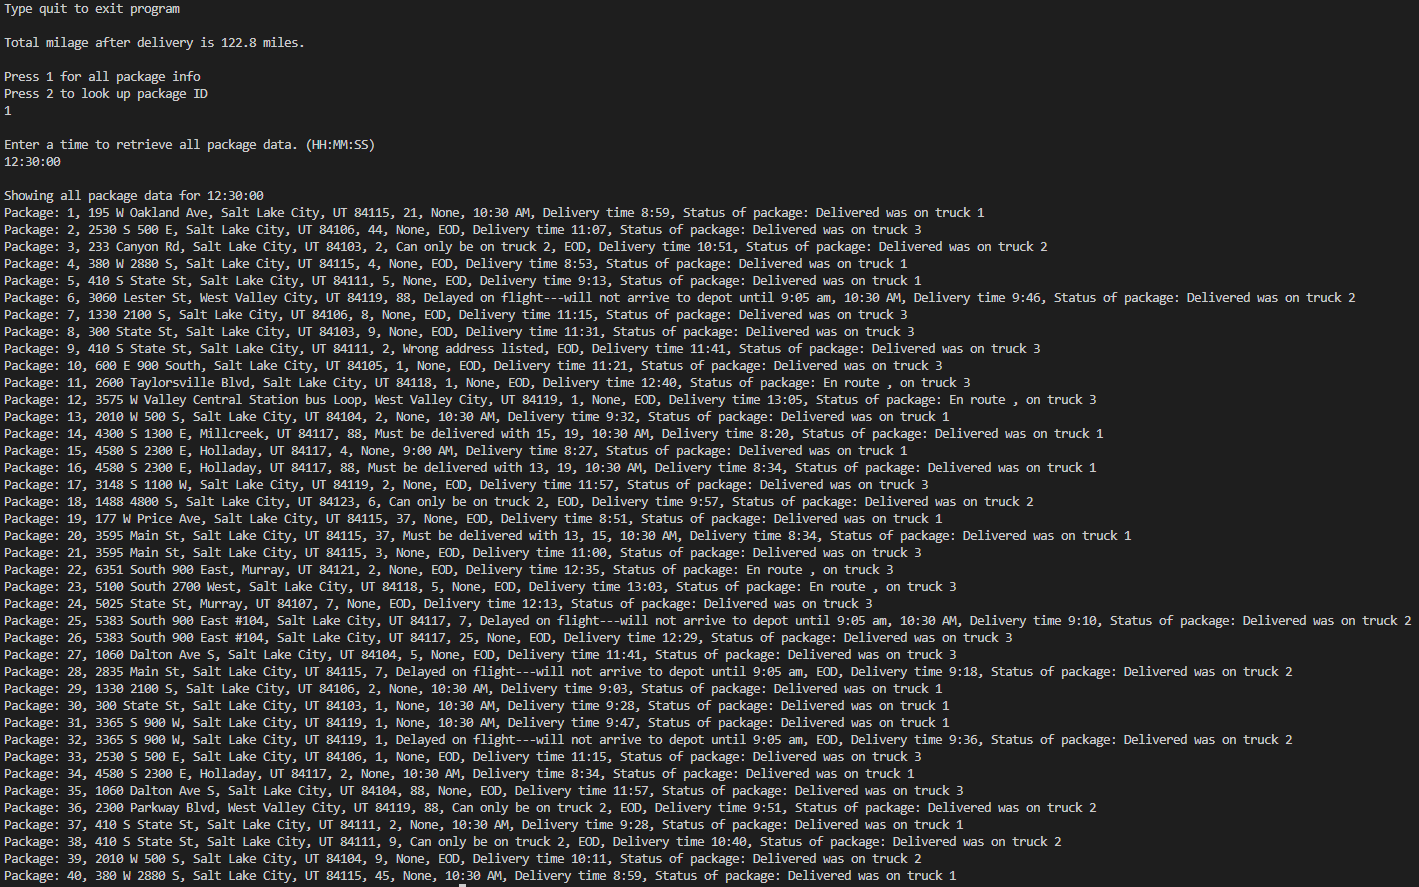 Type quit to exit program
Total milage after delivery is 122.8 miles.
Press 1 for all package info
Press 2 to look up package ID
1
Enter a time to retrieve all package data. (HH:MM:SS)
12:30:00
Showing all package data for 12:30:00
Package: 1, 195 W Oakland Ave, Salt Lake City, UT 84115, 21, None, 10:30 AM, Delivery time 8:59, Status of package: Delivered was on truck 1
Package: 2, 2530 S 500 E, Salt Lake City, UT 84106, 44, None, EOD, Delivery time 11:07, Status of package: Delivered was on truck 3
Package: 3, 233 Canyon Rd, Salt Lake City, UT 84103, 2, Can only be on truck 2, EOD, Delivery time 10:51, Status of package: Delivered was on truck 2
Package: 4, 380 W 2880 S, Salt Lake City, UT 84115, 4, None, EOD, Delivery time 8:53, Status of package: Delivered was on truck 1
Package: 5, 410 S State St, Salt Lake City, UT 84111, 5, None, EOD, Delivery time 9:13, Status of package: Delivered was on truck 1
Package: 6, 3060 Lester St, West Valley City, UT 84119, 88, Delayed on flight---will not arrive to depot until 9:05 am, 10:30 AM, Delivery time 9:46, Status of package: Delivered was on truck 2
Package: 7, 1330 2100 S, Salt Lake City, UT 84106, 8, None, EOD, Delivery time 11:15, Status of package: Delivered was on truck 3
Package: 8, 300 State St, Salt Lake City, UT 84103, 9, None, EOD, Delivery time 11:31, Status of package: Delivered was on truck 3
Package: 9, 410 S State St, Salt Lake City, UT 84111, 2, Wrong address listed, EOD, Delivery time 11:41, Status of package: Delivered was on truck 3
Package: 10, 600 E 900 South, Salt Lake City, UT 84105, 1, None, EOD, Delivery time 11:21, Status of package: Delivered was on truck 3
Package: 11, 2600 Taylorsville Blvd, Salt Lake City, UT 84118, 1, None, EOD, Delivery time 12:40, Status of package: En route , on truck 3
Package: 12, 3575 W Valley Central Station bus Loop, West Valley City, UT 84119, 1, None, EOD, Delivery time 13:05, Status of package: En route , on truck 3
Package: 13, 2010 W 500 S, Salt Lake City, UT 84104, 2, None, 10:30 AM, Delivery time 9:32, Status of package: Delivered was on truck 1
Package: 14, 4300 S 1300 E, Millcreek, UT 84117, 88, Must be delivered with 15, 19, 10:30 AM, Delivery time 8:20, Status of package: Delivered was on truck 1
Package: 15, 4580 S 2300 E, Holladay, UT 84117, 4, None, 9:00 AM, Delivery time 8:27, Status of package: Delivered was on truck 1
Package: 16, 4580 S 2300 E, Holladay, UT 84117, 88, Must be delivered with 13, 19, 10:30 AM, Delivery time 8:34, Status of package: Delivered was on truck 1
Package: 17, 3148 S 1100 W, Salt Lake City, UT 84119, 2, None, EOD, Delivery time 11:57, Status of package: Delivered was on truck 3
Package: 18, 1488 4800 S, Salt Lake City, UT 84123, 6, Can only be on truck 2, EOD, Delivery time 9:57, Status of package: Delivered was on truck 2
Package: 19, 177 W Price Ave, Salt Lake City, UT 84115, 37, None, EOD, Delivery time 8:51, Status of package: Delivered was on truck 1
Package: 20, 3595 Main St, Salt Lake City, UT 84115, 37, Must be delivered with 13, 15, 10:30 AM, Delivery time 8:34, Status of package: Delivered was on truck 1
Package: 21, 3595 Main St, Salt Lake City, UT 84115, 3, None, EOD, Delivery time 11:00, Status of package: Delivered was on truck 3
Package: 22, 6351 South 900 East, Murray, UT 84121, 2, None, EOD, Delivery time 12:35, Status of package: En route , on truck 3
Package: 23, 5100 South 2700 West, Salt Lake City, UT 84118, 5, None, EOD, Delivery time 13:03, Status of package: En route , on truck 3
Package: 24, 5025 State St, Murray, UT 84107, 7, None, EOD, Delivery time 12:13, Status of package: Delivered was on truck 3
Package: 25, 5383 South 900 East #104, Salt Lake City, UT 84117, 7, Delayed on flight---will not arrive to depot until 9:05 am, 10:30 AM, Delivery time 9:10, Status of package: Delivered was on truck 2
Package: 26, 5383 South 900 East #104, Salt Lake City, UT 84117, 25, None, EOD, Delivery time 12:29, Status of package: Delivered was on truck 3
Package: 27, 1060 Dalton Ave S, Salt Lake City, UT 84104, 5, None, EOD, Delivery time 11:41, Status of package: Delivered was on truck 3
Package: 28, 2835 Main St, Salt Lake City, UT 84115, 7, Delayed on flight---will not arrive to depot until 9:05 am, EOD, Delivery time 9:18, Status of package: Delivered was on truck 2
Package: 29, 1330 2100 S, Salt Lake City, UT 84106, 2, None, 10:30 AM, Delivery time 9:03, Status of package: Delivered was on truck 1
Package: 30, 300 State St, Salt Lake City, UT 84103, 1, None, 10:30 AM, Delivery time 9:28, Status of package: Delivered was on truck 1
Package: 31, 3365 S 900 W, Salt Lake City, UT 84119, 1, None, 10:30 AM, Delivery time 9:47, Status of package: Delivered was on truck 1
Package: 32, 3365 S 900 W, Salt Lake City, UT 84119, 1, Delayed on flight---will not arrive to depot until 9:05 am, EOD, Delivery time 9:36, Status of package: Delivered was on truck 2
Package: 33, 2530 S 500 E, Salt Lake City, UT 84106, 1, None, EOD, Delivery time 11:15, Status of package: Delivered was on truck 3
Package: 34, 4580 S 2300 E, Holladay, UT 84117, 2, None, 10:30 AM, Delivery time 8:34, Status of package: Delivered was on truck 1
Package: 35, 1060 Dalton Ave S, Salt Lake City, UT 84104, 88, None, EOD, Delivery time 11:57, Status of package: Delivered was on truck 3
Package: 36, 2300 Parkway Blvd, West Valley City, UT 84119, 88, Can only be on truck 2, EOD, Delivery time 9:51, Status of package: Delivered was on truck 2
Package: 37, 410 S State St, Salt Lake City, UT 84111, 2, None, 10:30 AM, Delivery time 9:28, Status of package: Delivered was on truck 1
Package: 38, 410 S State St, Salt Lake City, UT 84111, 9, Can only be on truck 2, EOD, Delivery time 10:40, Status of package: Delivered was on truck 2
Package: 39, 2010 W 500 S, Salt Lake City, UT 84104, 9, None, EOD, Delivery time 10:11, Status of package: Delivered was on truck 2
Package: 40, 380 W 2880 S, Salt Lake City, UT 84115, 45, None, 10:30 AM, Delivery time 8:59, Status of package: Delivered was on truck 1